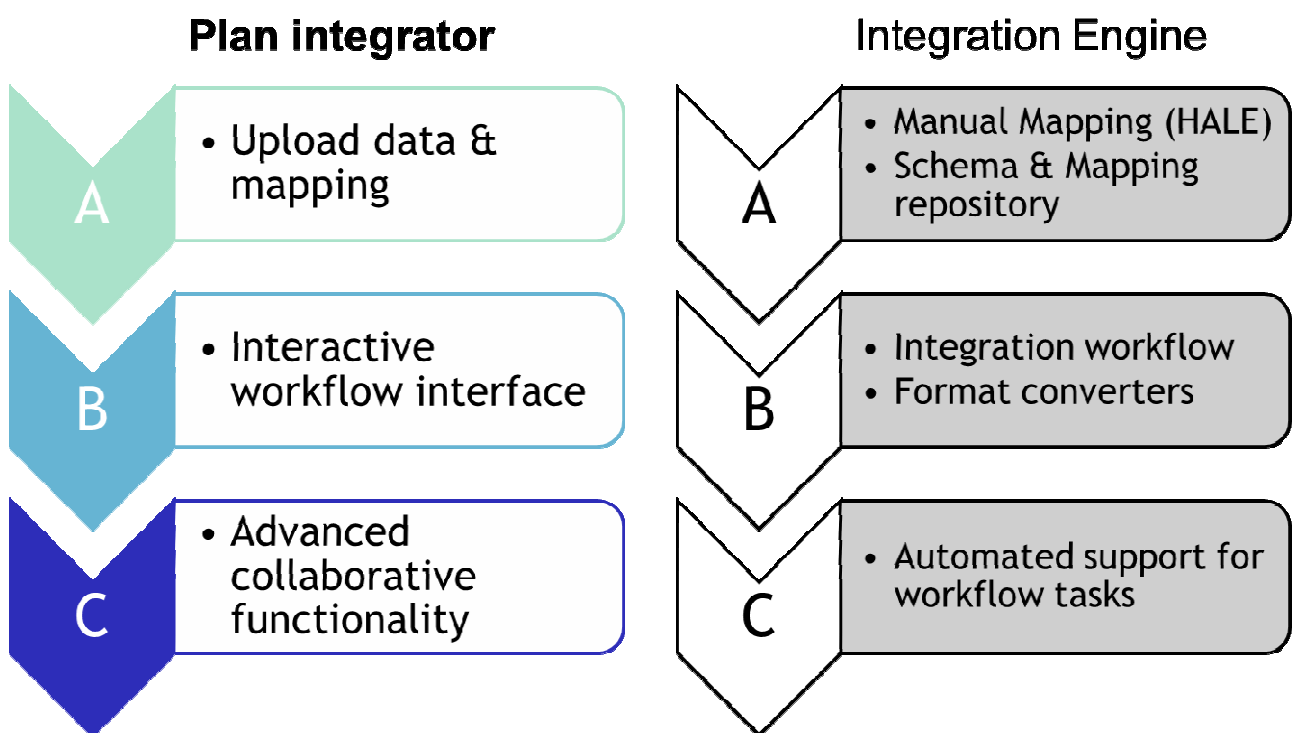 Plan integrator
A
• Upload data &
mapping
B
• Interactive
workflow interface
C
• Advanced
collaborative
functionality
Integration Engine
A
• Manual Mapping (HALE)
• Schema & Mapping
repository
B
• Integration workflow
• Format converters
C
• Automated support for
workflow tasks